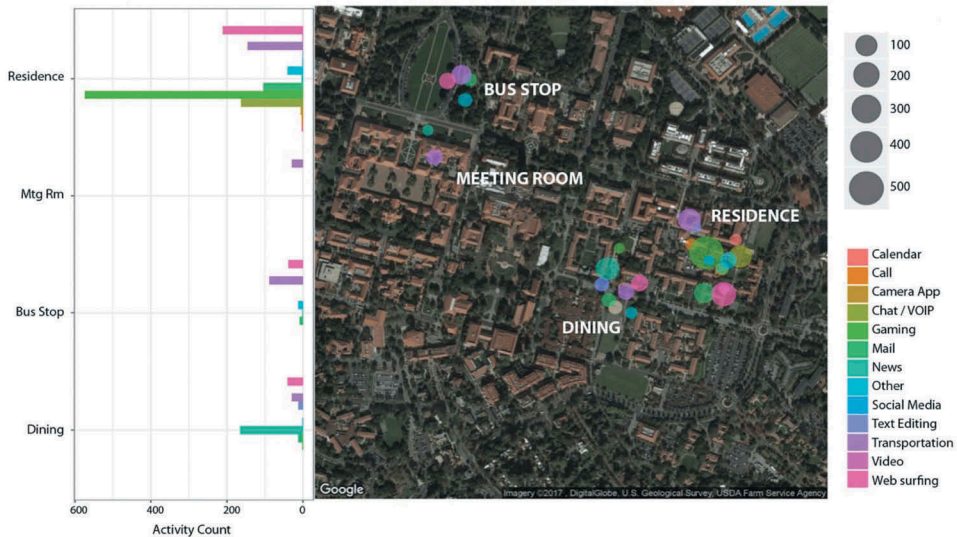 Residence
Mtg Rm
Bus Stop
Dining
600
400
200
0
Activity Count
BUS STOP
MEETING ROOM
RESIDENCE
DINING
Google
Imagery ©2017 , DigitalGlobe, U.S. Geological Survey, USDA Farm Service Agency
100
200
300
400
500
Calendar
Call
Camera App
Chat / VOIP
Gaming
Mail
News
Other
Social Media
Text Editing
Transportation
Video
Web surfing